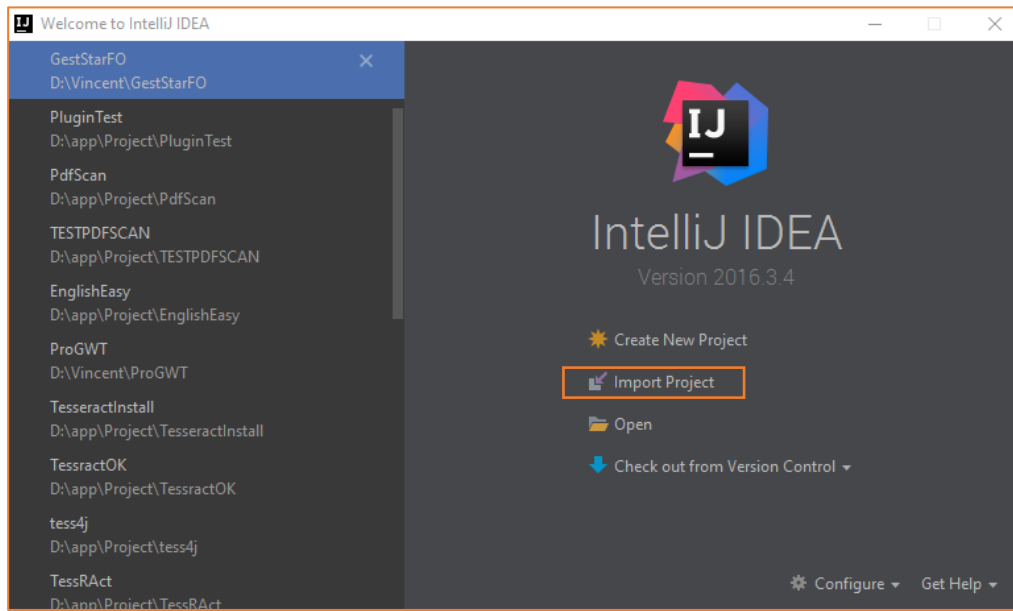 Welcome to IntelliJ IDEA
GestStarFO
D:\Vincent\GestStarFO
PluginTest
D:\app\Project\PluginTest
PdfScan
D:\app\Project\PdfScan
TESTPDFSCAN
D:\app\Project\TESTPDFSCAN
EnglishEasy
D:\app\Project\EnglishEasy
ProGWT
D:\Vincent\ProGWT
TesseractInstall
D:\app\Project\TesseractInstall
TessractOK
D:\app\Project\TessractOK
tess4j
D:\app\Project\tess4j
TessRAct
D:\app\Project\TessRAct
IJ
IntelliJ IDEA
Version 2016.3.4
Create New Project
Import Project
Open
Check out from Version Control
Configure
Get Help